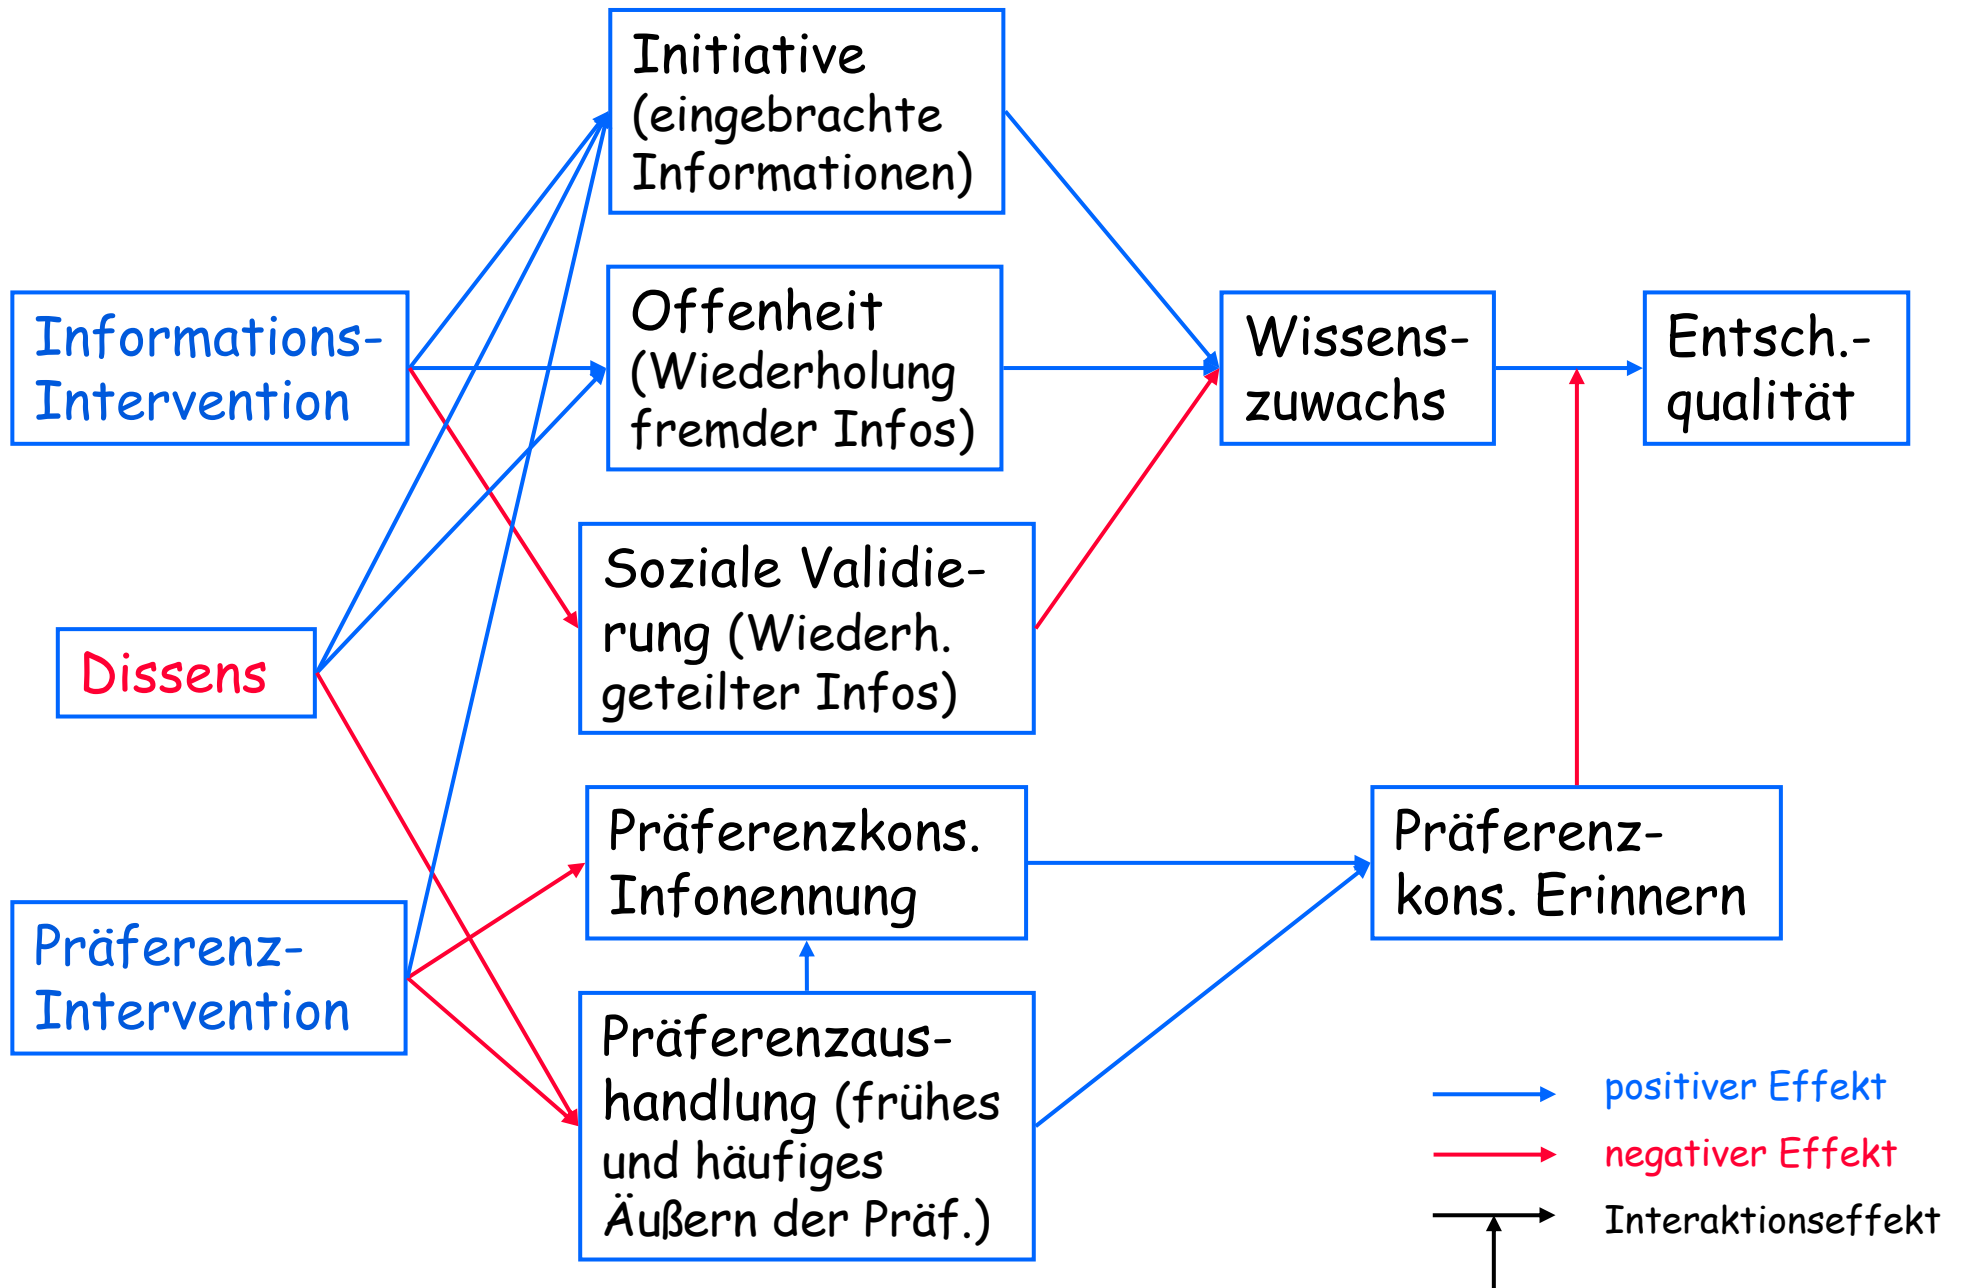 Initiative
(eingebrachte
Informationen)
Informations-
Intervention
Offenheit
(Wiederholung
fremder Infos)
Wissens-
zuwachs
Entsch.-
qualität
Soziale Validie-
rung (Wiederh.
geteilter Infos)
Dissens
Präferenzkons.
Infonennung
Präferenz-
kons. Erinnern
Präferenz-
Intervention
Präferenzaus-
handlung (frühes
und häufiges
Äußern der Präf.)
positiver Effekt
negativer Effekt
Interaktionseffekt